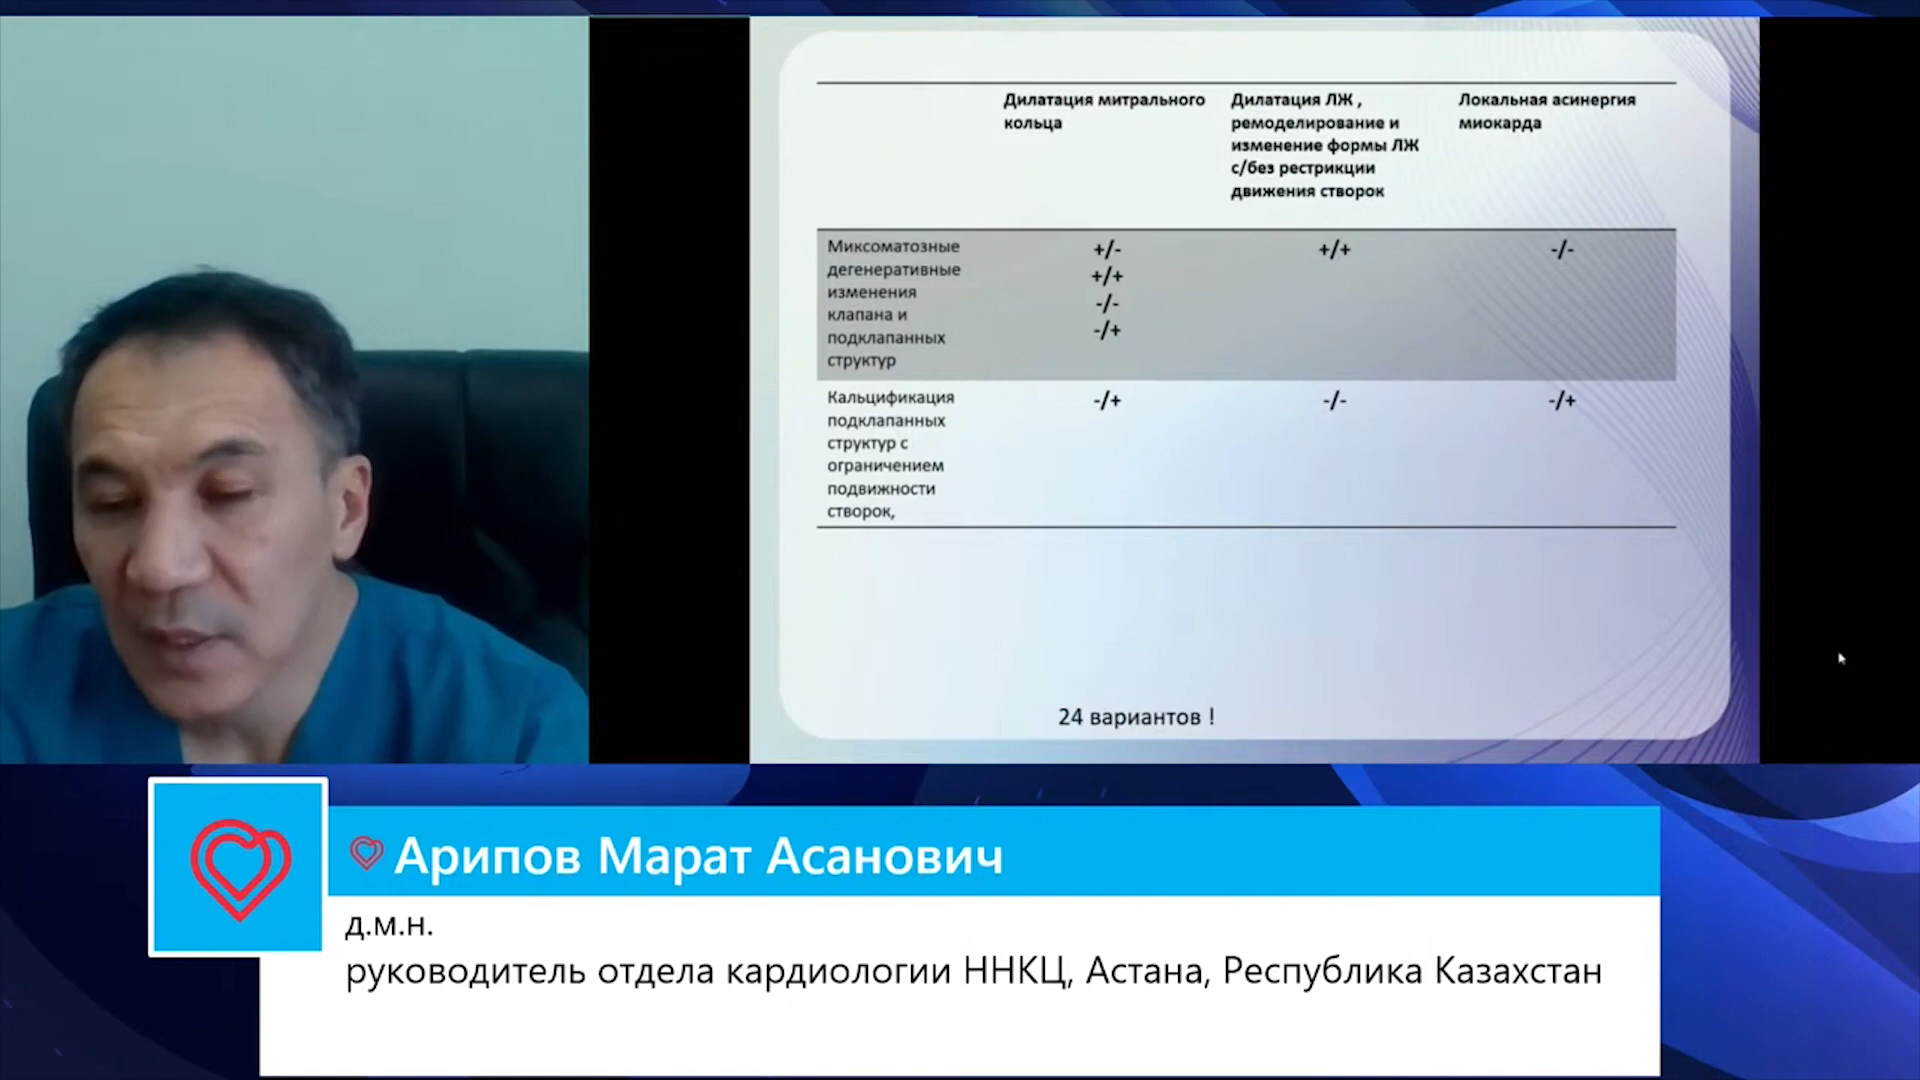 Дилатация митрального
кольца
Дилатация ЛЖ ,
ремоделирование и
изменение формы ЛЖ
с/без рестрикции
движения створок
Локальная асинергия
миокарда
Миксоматозные
дегенеративные
изменения
клапана и
подклапанных
структур
+/-
+/+
-/-
-/+
+/+
-/-
Кальцификация
подклапанных
структур с
ограничением
подвижности
створок,
-/+
-/-
-/+
24 вариантов !
Арипов Марат Асанович
д.м.н.
руководитель отдела кардиологии ННКЦ, Астана, Республика Казахстан